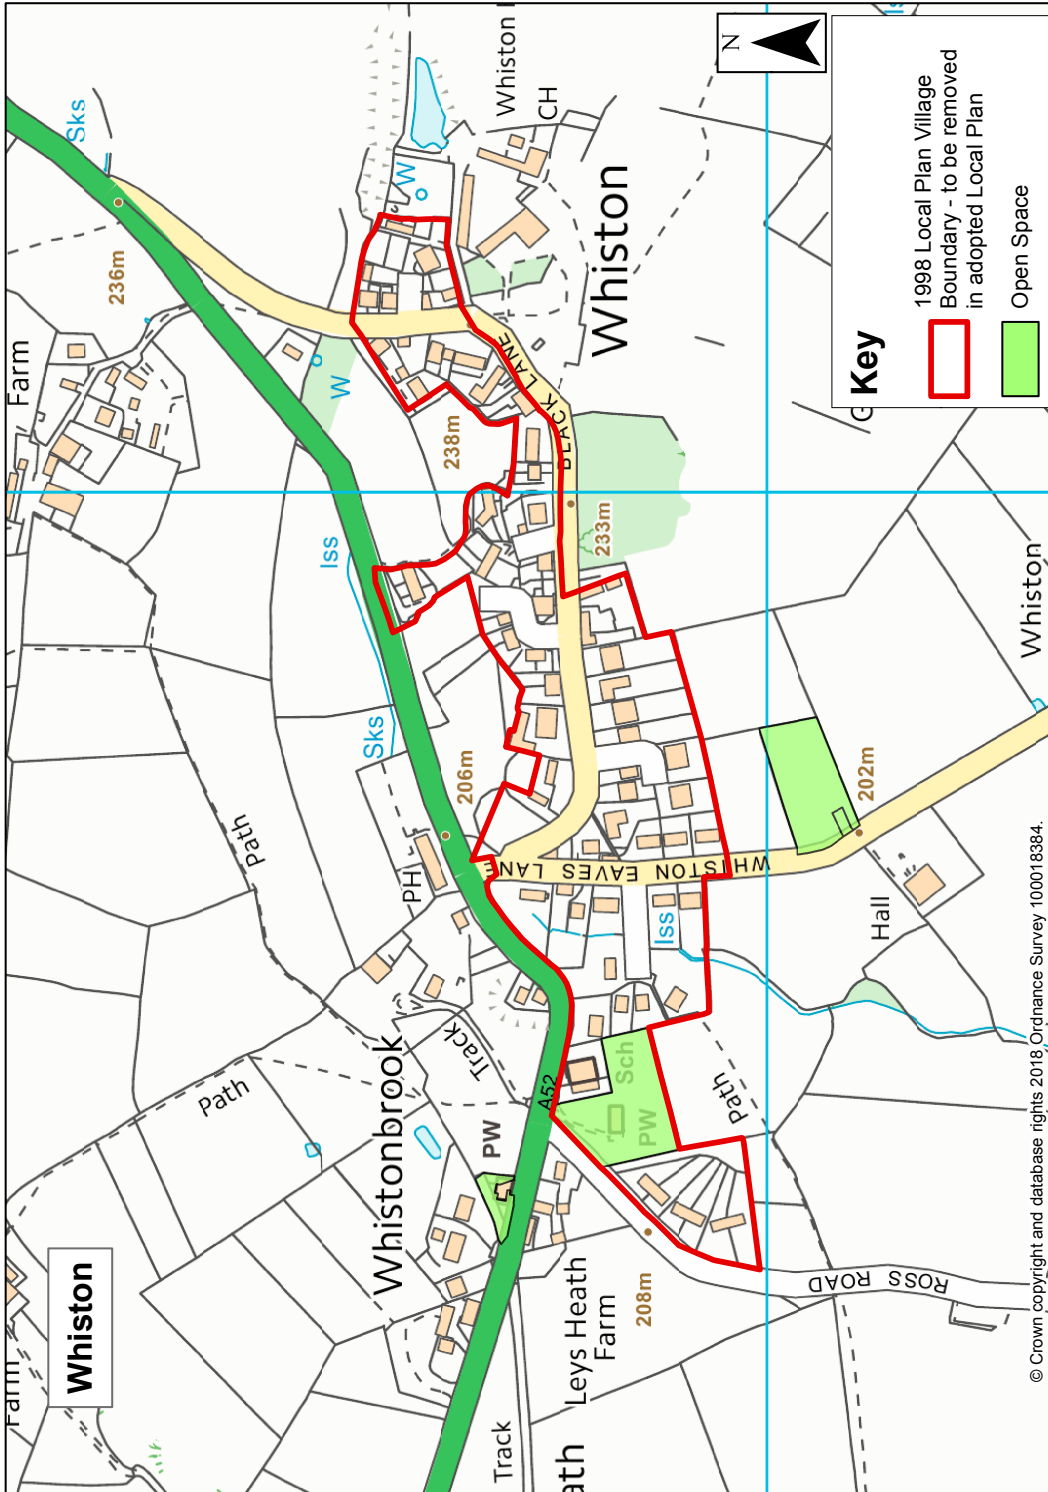 Whiston
Farm
Farm
236m
Sks
Path
Iss
W
238m
W
Whiston
CH
Whiston
Sks
206m
PH
Path
Whistonbrook
Track
PW
A52
BLACK LANE
233m
WHISTON EAVES LANE
Iss
Sch
PW
Path
202m
Hall
Whiston
Leys Heath
Farm
208m
Track
ath
ROSS ROAD
N
Key
1998 Local Plan Village
Boundary - to be removed
in adopted Local Plan
Open Space
G
Is
© Crown copyright and database rights 2018 Ordnance Survey 100018384.